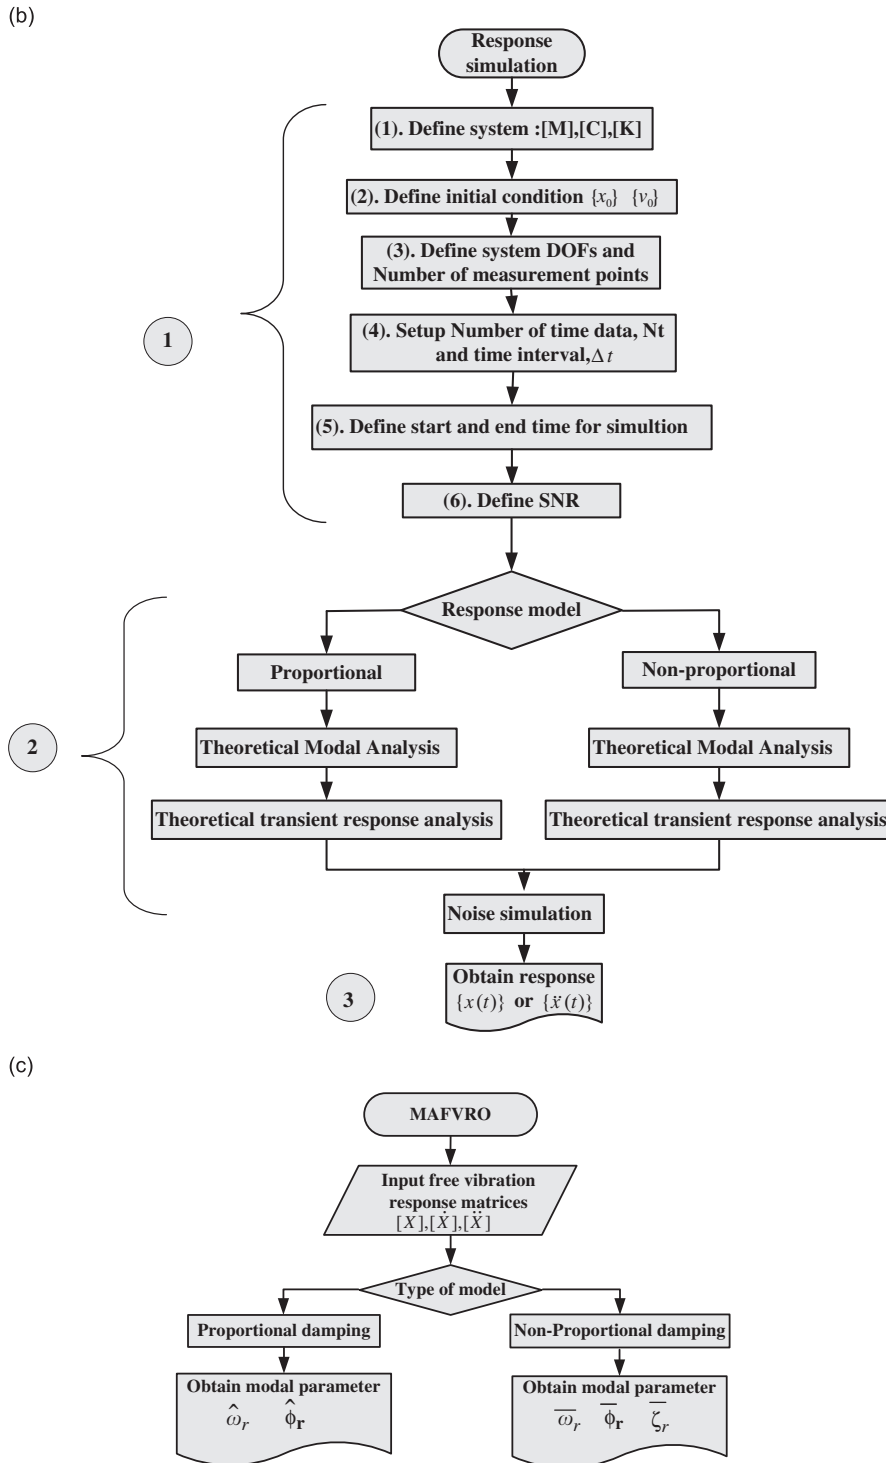 (b)
Response
simulation
(1). Define system :[M],[C],[K]
(2). Define initial condition {x₀} {v₀}
(3). Define system DOFs and
Number of measurement points
(4). Setup Number of time data, Nt
and time interval,Δt
1
(5). Define start and end time for simultion
(6). Define SNR
Response model
Proportional
Non-proportional
2
Theoretical Modal Analysis
Theoretical Modal Analysis
Theoretical transient response analysis
Theoretical transient response analysis
Noise simulation
3
Obtain response
{x(t)} or {ẍ(t)}
(c)
MAFVRO
Input free vibration
response matrices
[X],[Ẋ],[Ẍ]
Type of model
Proportional damping
Non-Proportional damping
Obtain modal parameter
ω̂ᵣ ϕ̂ᵣ
Obtain modal parameter
ω̅ᵣ ϕ̅ᵣ ζ̅ᵣ